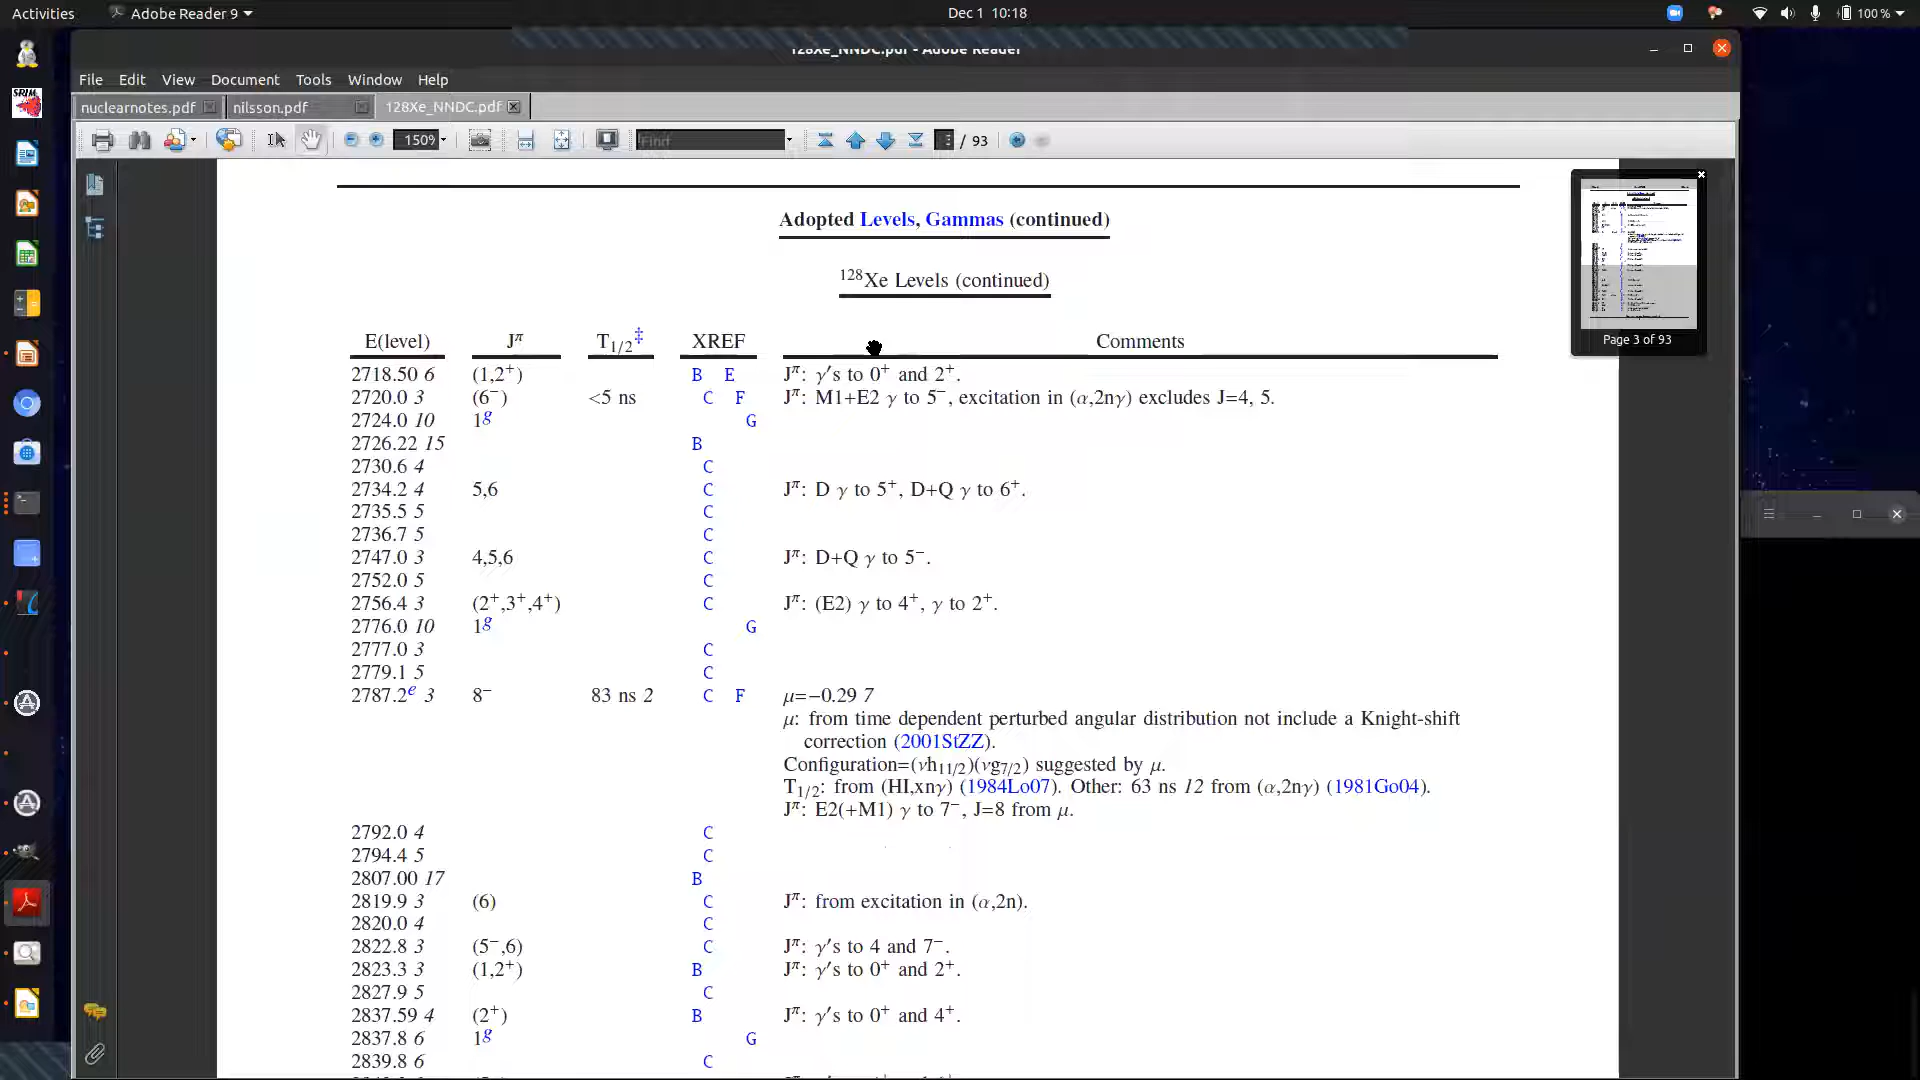 Activities
Adobe Reader 9
Dec 1 10:18
100 %
128Xe_NNDC.pdf - Adobe Reader
File Edit View Document Tools Window Help
nuclearnotes.pdf
nilsson.pdf
128Xe_NNDC.pdf
SRIM
150%
Find
/ 93
Page 3 of 93
Adopted Levels, Gammas (continued)
¹²⁸Xe Levels (continued)
E(level) Jπ T1/2‡ XREF Comments
2718.50 6 (1,2⁺) B E Jπ: γ's to 0⁺ and 2⁺.
2720.0 3 (6⁻) <5 ns C F Jπ: M1+E2 γ to 5⁻, excitation in (α,2nγ) excludes J=4, 5.
2724.0 10 1g G
2726.22 15 B
2730.6 4 C
2734.2 4 5,6 C Jπ: D γ to 5⁺, D+Q γ to 6⁺.
2735.5 5 C
2736.7 5 C
2747.0 3 4,5,6 C Jπ: D+Q γ to 5⁻.
2752.0 5 C
2756.4 3 (2⁺,3⁺,4⁺) C Jπ: (E2) γ to 4⁺, γ to 2⁺.
2776.0 10 1g G
2777.0 3 C
2779.1 5 C
2787.2e 3 8⁻ 83 ns 2 C F μ=−0.29 7
μ: from time dependent perturbed angular distribution not include a Knight-shift
correction (2001StZZ).
Configuration=(νh11/2)(νg7/2) suggested by μ.
T1/2: from (HI,xnγ) (1984Lo07). Other: 63 ns 12 from (α,2nγ) (1981Go04).
Jπ: E2(+M1) γ to 7⁻, J=8 from μ.
2792.0 4 C
2794.4 5 C
2807.00 17 B
2819.9 3 (6) C Jπ: from excitation in (α,2n).
2820.0 4 C
2822.8 3 (5⁻,6) C Jπ: γ's to 4 and 7⁻.
2823.3 3 (1,2⁺) B Jπ: γ's to 0⁺ and 2⁺.
2827.9 5 C
2837.59 4 (2⁺) B Jπ: γ's to 0⁺ and 4⁺.
2837.8 6 1g G
2839.8 6 C